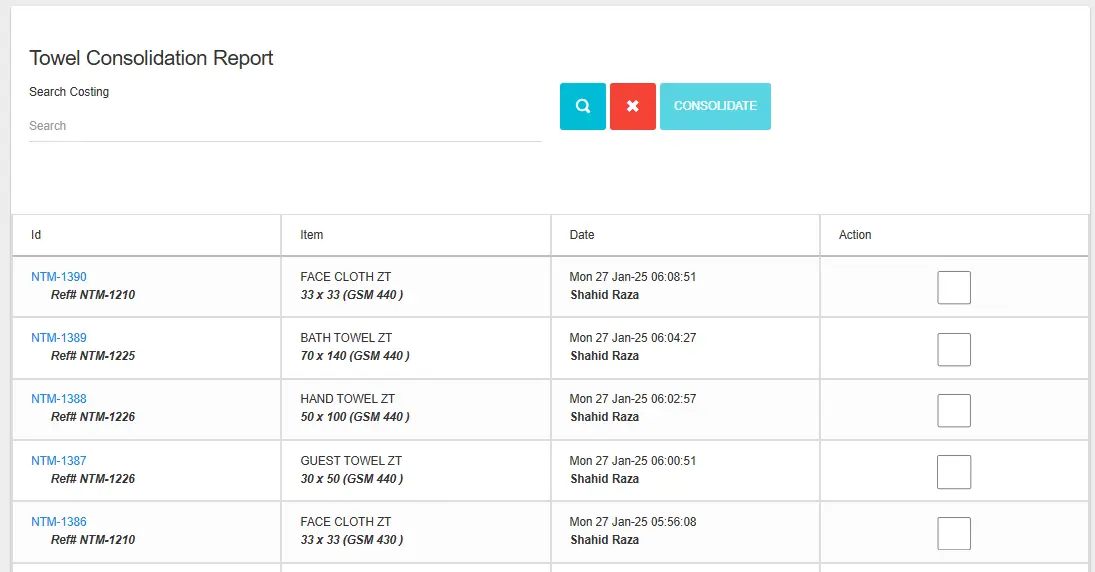 Towel Consolidation Report
Search Costing
Search
CONSOLIDATE
Id Item Date Action
NTM-1390 FACE CLOTH ZT Mon 27 Jan-25 06:08:51
Ref# NTM-1210 33 x 33 (GSM 440 ) Shahid Raza
NTM-1389 BATH TOWEL ZT Mon 27 Jan-25 06:04:27
Ref# NTM-1225 70 x 140 (GSM 440 ) Shahid Raza
NTM-1388 HAND TOWEL ZT Mon 27 Jan-25 06:02:57
Ref# NTM-1226 50 x 100 (GSM 440 ) Shahid Raza
NTM-1387 GUEST TOWEL ZT Mon 27 Jan-25 06:00:51
Ref# NTM-1226 30 x 50 (GSM 440 ) Shahid Raza
NTM-1386 FACE CLOTH ZT Mon 27 Jan-25 05:56:08
Ref# NTM-1210 33 x 33 (GSM 430 ) Shahid Raza